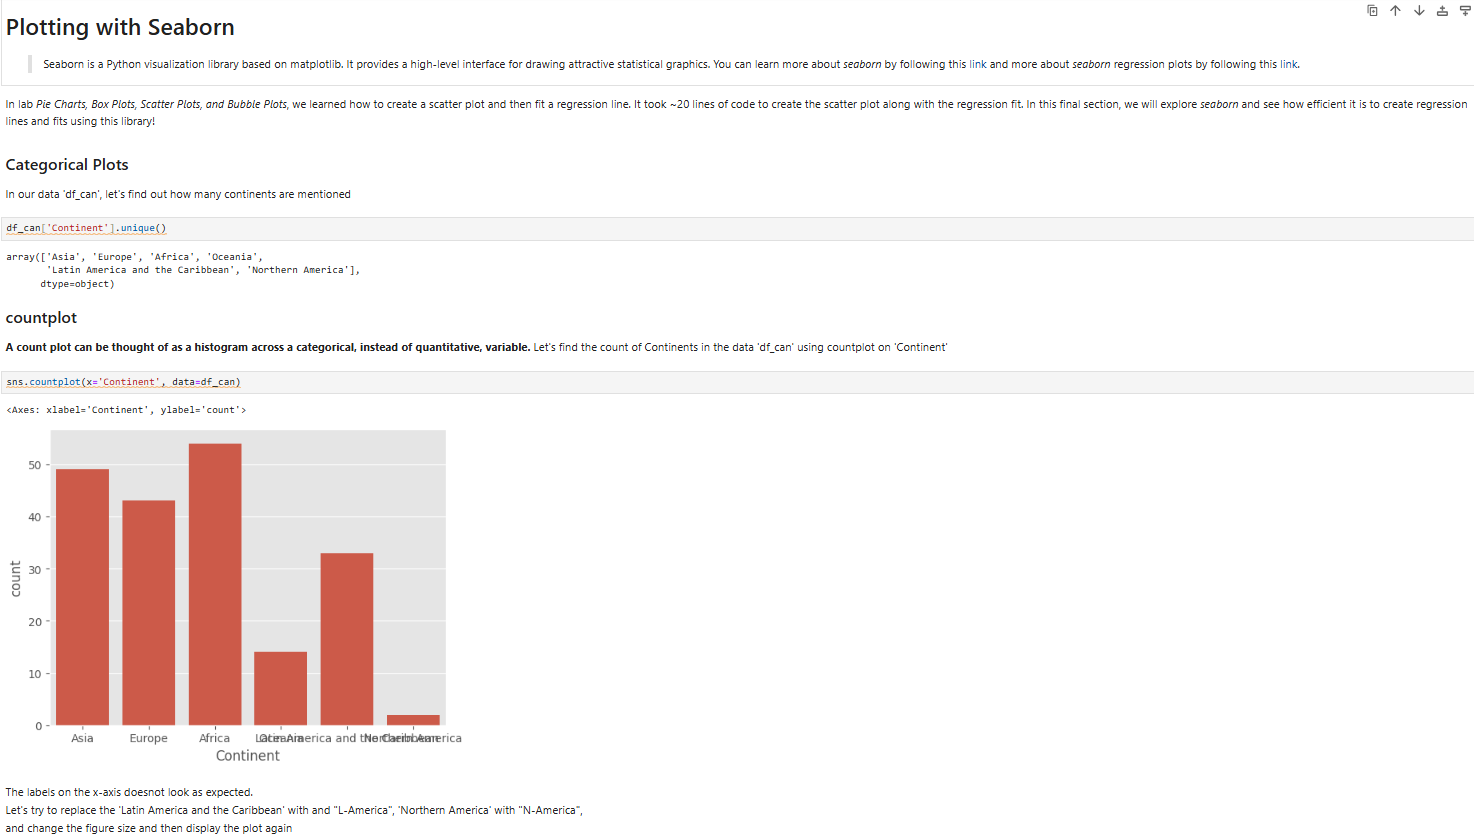 Plotting with Seaborn
Seaborn is a Python visualization library based on matplotlib. It provides a high-level interface for drawing attractive statistical graphics. You can learn more about seaborn by following this link and more about seaborn regression plots by following this link.
In lab Pie Charts, Box Plots, Scatter Plots, and Bubble Plots, we learned how to create a scatter plot and then fit a regression line. It took ~20 lines of code to create the scatter plot along with the regression fit. In this final section, we will explore seaborn and see how efficient it is to create regression
lines and fits using this library!
Categorical Plots
In our data 'df_can', let's find out how many continents are mentioned
df_can['Continent'].unique()
array(['Asia', 'Europe', 'Africa', 'Oceania',
'Latin America and the Caribbean', 'Northern America'],
dtype=object)
countplot
A count plot can be thought of as a histogram across a categorical, instead of quantitative, variable. Let's find the count of Continents in the data 'df_can' using countplot on 'Continent'
sns.countplot(x='Continent', data=df_can)
<Axes: xlabel='Continent', ylabel='count'>
50
40
30
20
10
0
count
Asia Europe Africa Oceania Latin America and the Caribbean Northern America
Continent
The labels on the x-axis doesnot look as expected.
Let's try to replace the 'Latin America and the Caribbean' with and "L-America", 'Northern America' with "N-America",
and change the figure size and then display the plot again